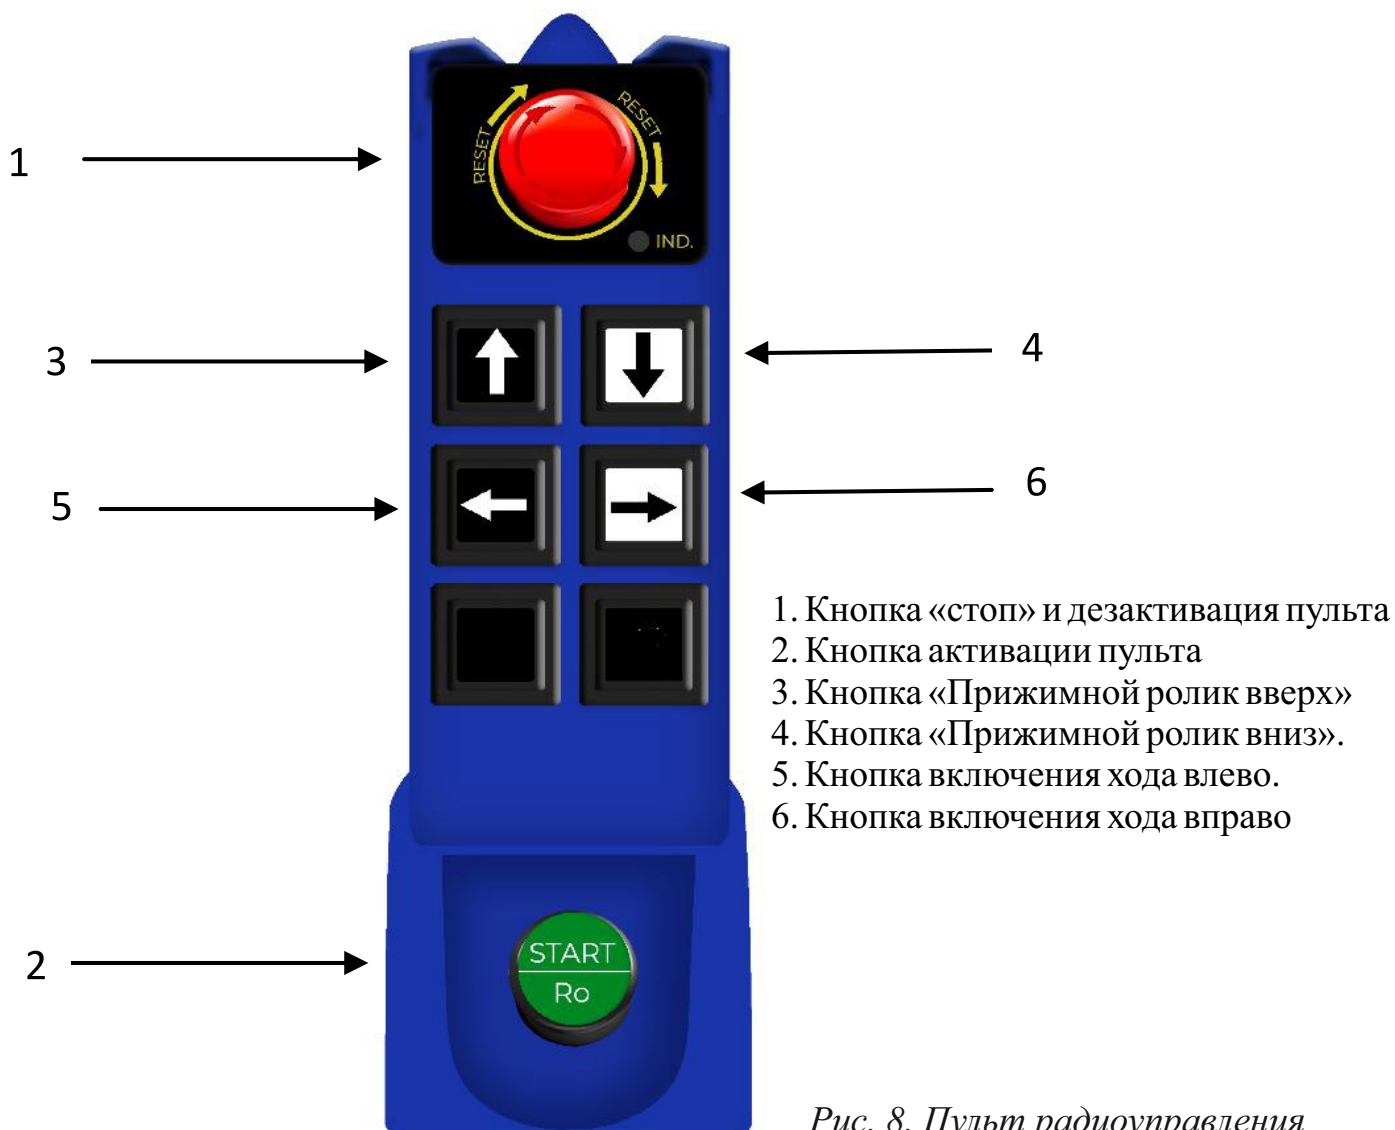 RESET
RESET
1
IND.
3
4
5
6
1. Кнопка «стоп» и дезактивация пульта
2. Кнопка активации пульта
3. Кнопка «Прижимной ролик вверх»
4. Кнопка «Прижимной ролик вниз».
5. Кнопка включения хода влево.
6. Кнопка включения хода вправо
START
2
Ro
Рис. 8. Пульт радиоуправления